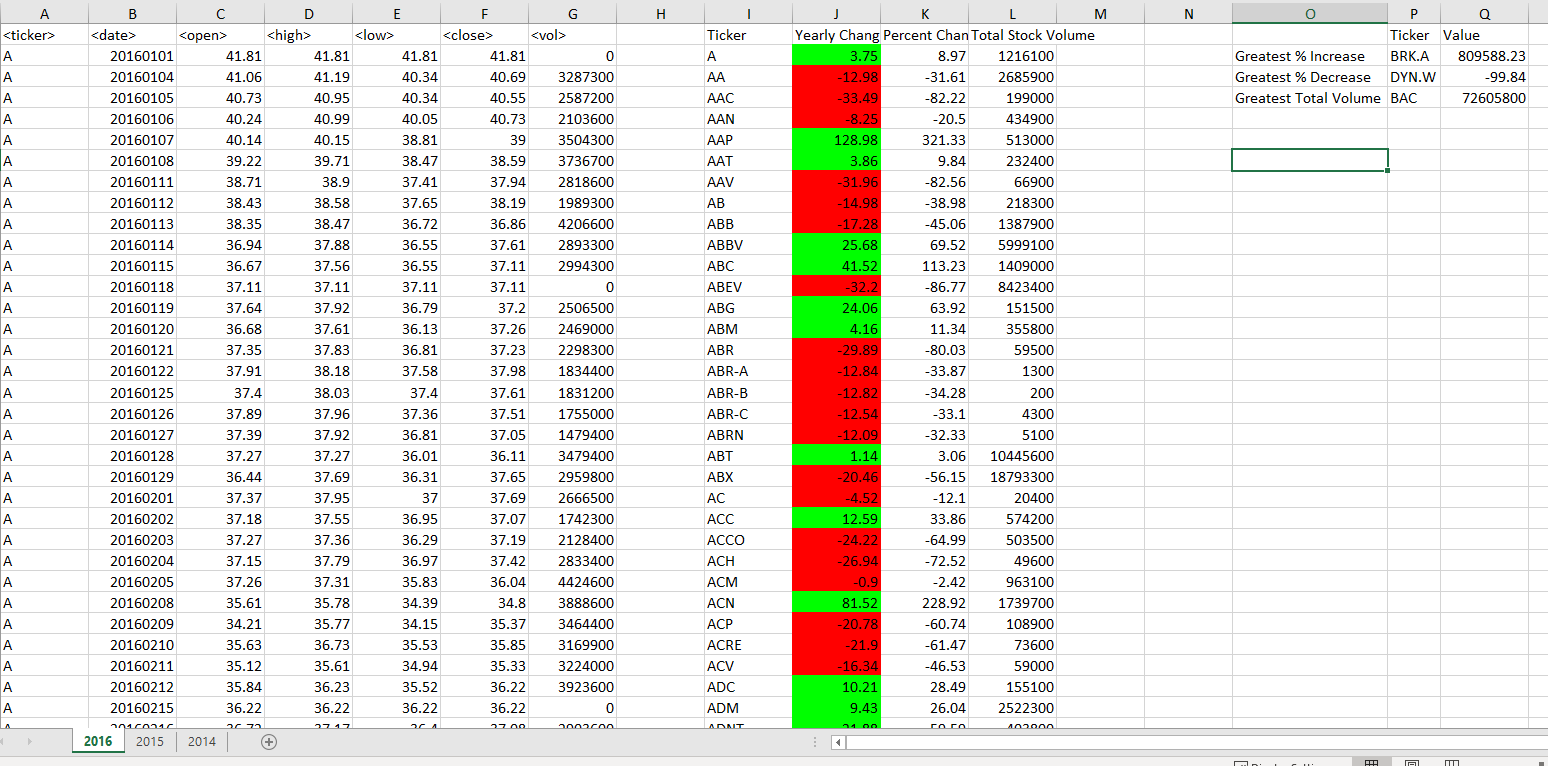 A B C D E F G H I J K L M N O P Q
<ticker> <date> <open> <high> <low> <close> <vol> Ticker Yearly Chang Percent Chan Total Stock Volume Ticker Value
A 20160101 41.81 41.81 41.81 41.81 0 A 3.75 8.97 1216100 Greatest % Increase BRK.A 809588.23
A 20160104 41.06 41.19 40.34 40.69 3287300 AA -12.98 -31.61 2685900 Greatest % Decrease DYN.W -99.84
A 20160105 40.73 40.95 40.34 40.55 2587200 AAC -33.49 -82.22 199000 Greatest Total Volume BAC 72605800
A 20160106 40.24 40.99 40.05 40.73 2103600 AAN -8.25 -20.5 434900
A 20160107 40.14 40.15 38.81 39 3504300 AAP 128.98 321.33 513000
A 20160108 39.22 39.71 38.47 38.59 3736700 AAT 3.86 9.84 232400
A 20160111 38.71 38.9 37.41 37.94 2818600 AAV -31.96 -82.56 66900
A 20160112 38.43 38.58 37.65 38.19 1989300 AB -14.98 -38.98 218300
A 20160113 38.35 38.47 36.72 36.86 4206600 ABB -17.28 -45.06 1387900
A 20160114 36.94 37.88 36.55 37.61 2893300 ABBV 25.68 69.52 5999100
A 20160115 36.67 37.56 36.55 37.11 2994300 ABC 41.52 113.23 1409000
A 20160118 37.11 37.11 37.11 37.11 0 ABEV -32.2 -86.77 8423400
A 20160119 37.64 37.92 36.79 37.2 2506500 ABG 24.06 63.92 151500
A 20160120 36.68 37.61 36.13 37.26 2469000 ABM 4.16 11.34 355800
A 20160121 37.35 37.83 36.81 37.23 2298300 ABR -29.89 -80.03 59500
A 20160122 37.91 38.18 37.58 37.98 1834400 ABR-A -12.84 -33.87 1300
A 20160125 37.4 38.03 37.4 37.61 1831200 ABR-B -12.82 -34.28 200
A 20160126 37.89 37.96 37.36 37.51 1755000 ABR-C -12.54 -33.1 4300
A 20160127 37.39 37.92 36.81 37.05 1479400 ABRN -12.09 -32.33 5100
A 20160128 37.27 37.27 36.01 36.11 3479400 ABT 1.14 3.06 10445600
A 20160129 36.44 37.69 36.31 37.65 2959800 ABX -20.46 -56.15 18793300
A 20160201 37.37 37.95 37 37.69 2666500 AC -4.52 -12.1 20400
A 20160202 37.18 37.55 36.95 37.07 1742300 ACC 12.59 33.86 574200
A 20160203 37.27 37.36 36.29 37.19 2128400 ACCO -24.22 -64.99 503500
A 20160204 37.15 37.79 36.97 37.42 2833400 ACH -26.94 -72.52 49600
A 20160205 37.26 37.31 35.83 36.04 4424600 ACM -0.9 -2.42 963100
A 20160208 35.61 35.78 34.39 34.8 3888600 ACN 81.52 228.92 1739700
A 20160209 34.21 35.77 34.15 35.37 3464400 ACP -20.78 -60.74 108900
A 20160210 35.63 36.73 35.53 35.85 3169900 ACRE -21.9 -61.47 73600
A 20160211 35.12 35.61 34.94 35.33 3224000 ACV -16.34 -46.53 59000
A 20160212 35.84 36.23 35.52 36.22 3923600 ADC 10.21 28.49 155100
A 20160215 36.22 36.22 36.22 36.22 0 ADM 9.43 26.04 2522300
2016 2015 2014